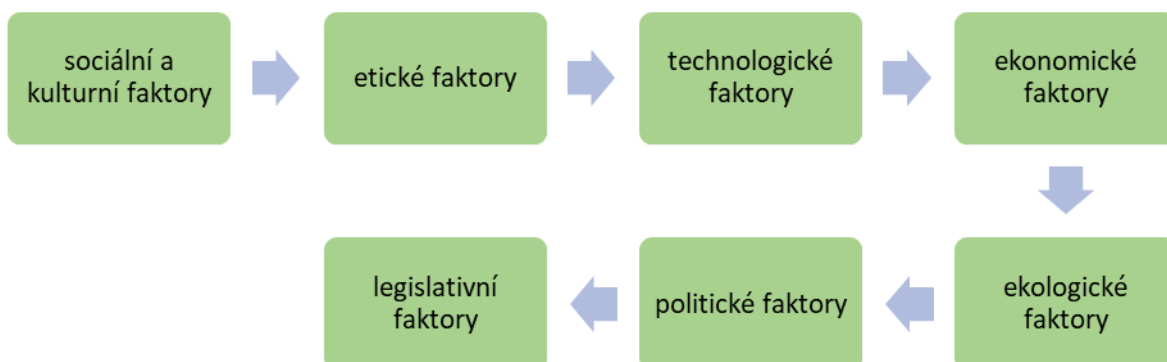 sociální a
kulturní faktory
etické faktory
technologické
faktory
ekonomické
faktory
ekologické
faktory
politické faktory
legislativní
faktory